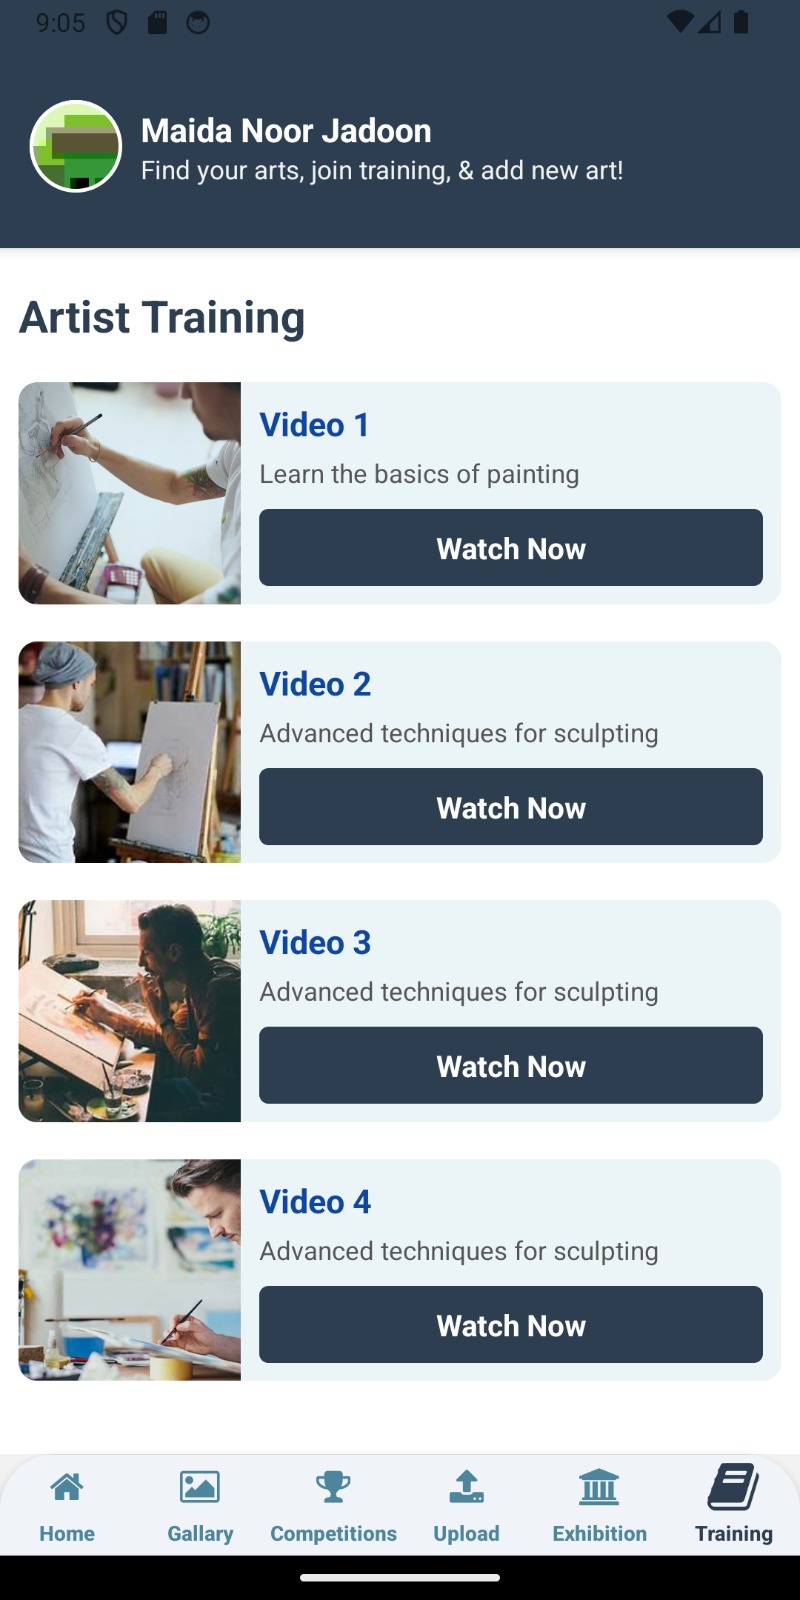 9:05
Maida Noor Jadoon
Find your arts, join training, & add new art!
Artist Training
Video 1
Learn the basics of painting
Watch Now
Video 2
Advanced techniques for sculpting
Watch Now
Video 3
Advanced techniques for sculpting
Watch Now
Video 4
Advanced techniques for sculpting
Watch Now
Home Gallary Competitions Upload Exhibition Training